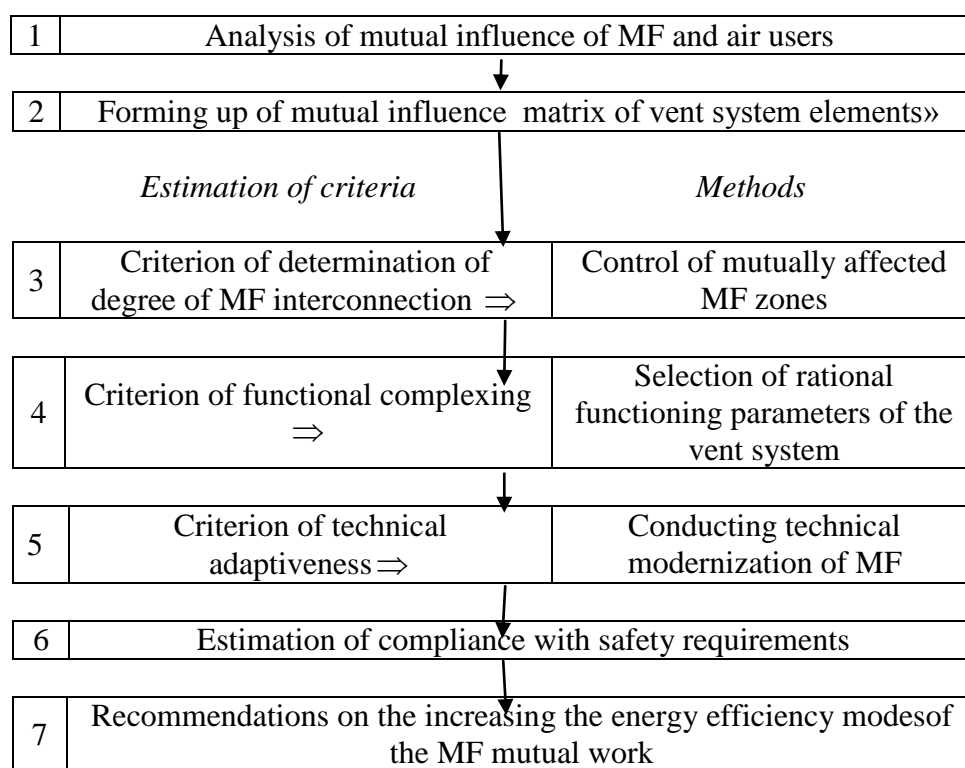 1 Analysis of mutual influence of MF and air users
2 Forming up of mutual influence matrix of vent system elements»
Estimation of criteria Methods
3 Criterion of determination of
degree of MF interconnection ⇒
Control of mutually affected
MF zones
4 Criterion of functional complexing
⇒
Selection of rational
functioning parameters of the
vent system
5 Criterion of technical
adaptiveness ⇒
Conducting technical
modernization of MF
6 Estimation of compliance with safety requirements
7 Recommendations on the increasing the energy efficiency modesof
the MF mutual work